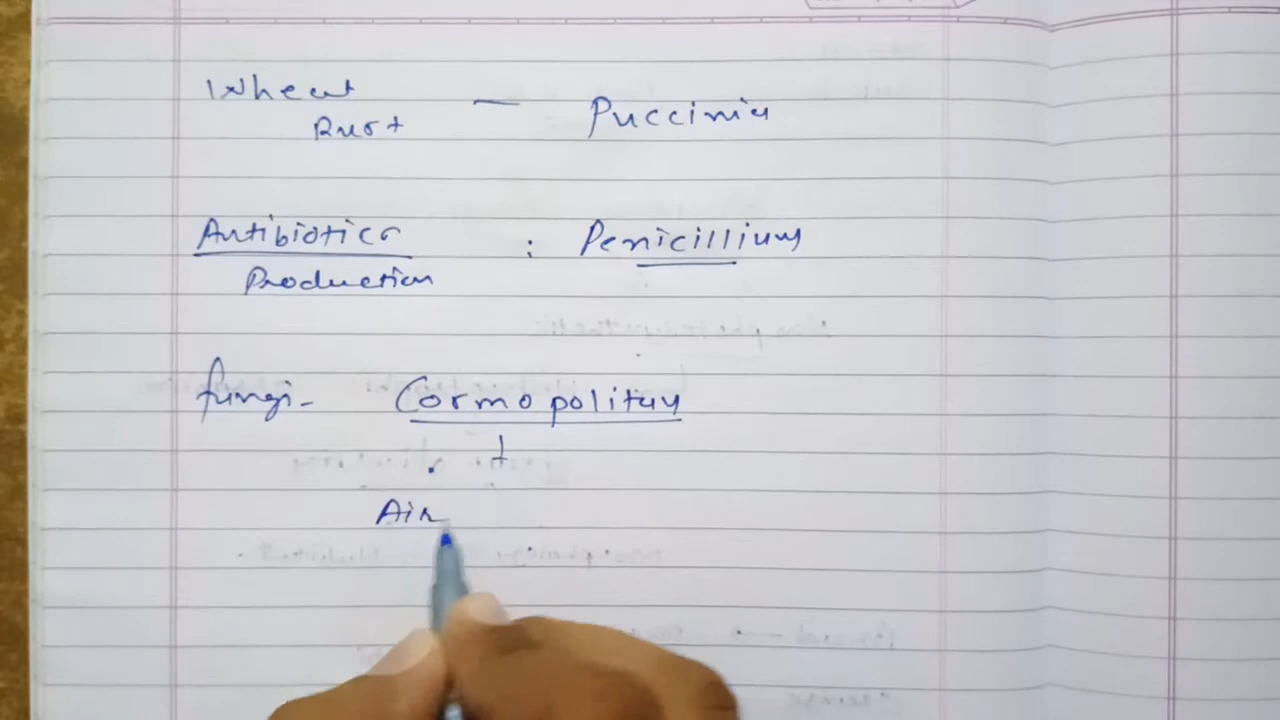 Wheat
Rust — Puccinia
Antibiotics : Penicillium
Production
fungi - Cosmopolitan
Air